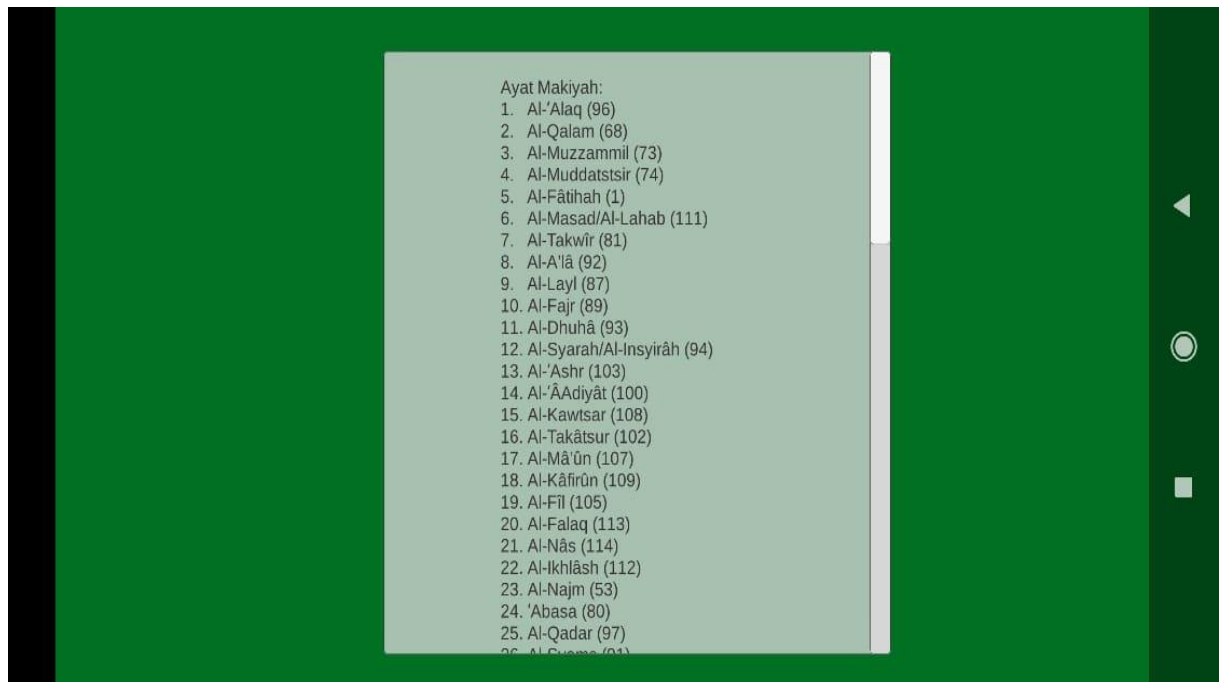 Ayat Makiyah:
1. Al-'Alaq (96)
2. Al-Qalam (68)
3. Al-Muzzammil (73)
4. Al-Muddatstsir (74)
5. Al-Fâtihah (1)
6. Al-Masad/Al-Lahab (111)
7. Al-Takwîr (81)
8. Al-A'lâ (92)
9. Al-Layl (87)
10. Al-Fajr (89)
11. Al-Dhuhâ (93)
12. Al-Syarah/Al-Insyirâh (94)
13. Al-'Ashr (103)
14. Al-'ÂAdiyât (100)
15. Al-Kawtsar (108)
16. Al-Takâtsur (102)
17. Al-Mâ'ûn (107)
18. Al-Kâfirûn (109)
19. Al-Fîl (105)
20. Al-Falaq (113)
21. Al-Nâs (114)
22. Al-Ikhlâsh (112)
23. Al-Najm (53)
24. 'Abasa (80)
25. Al-Qadar (97)